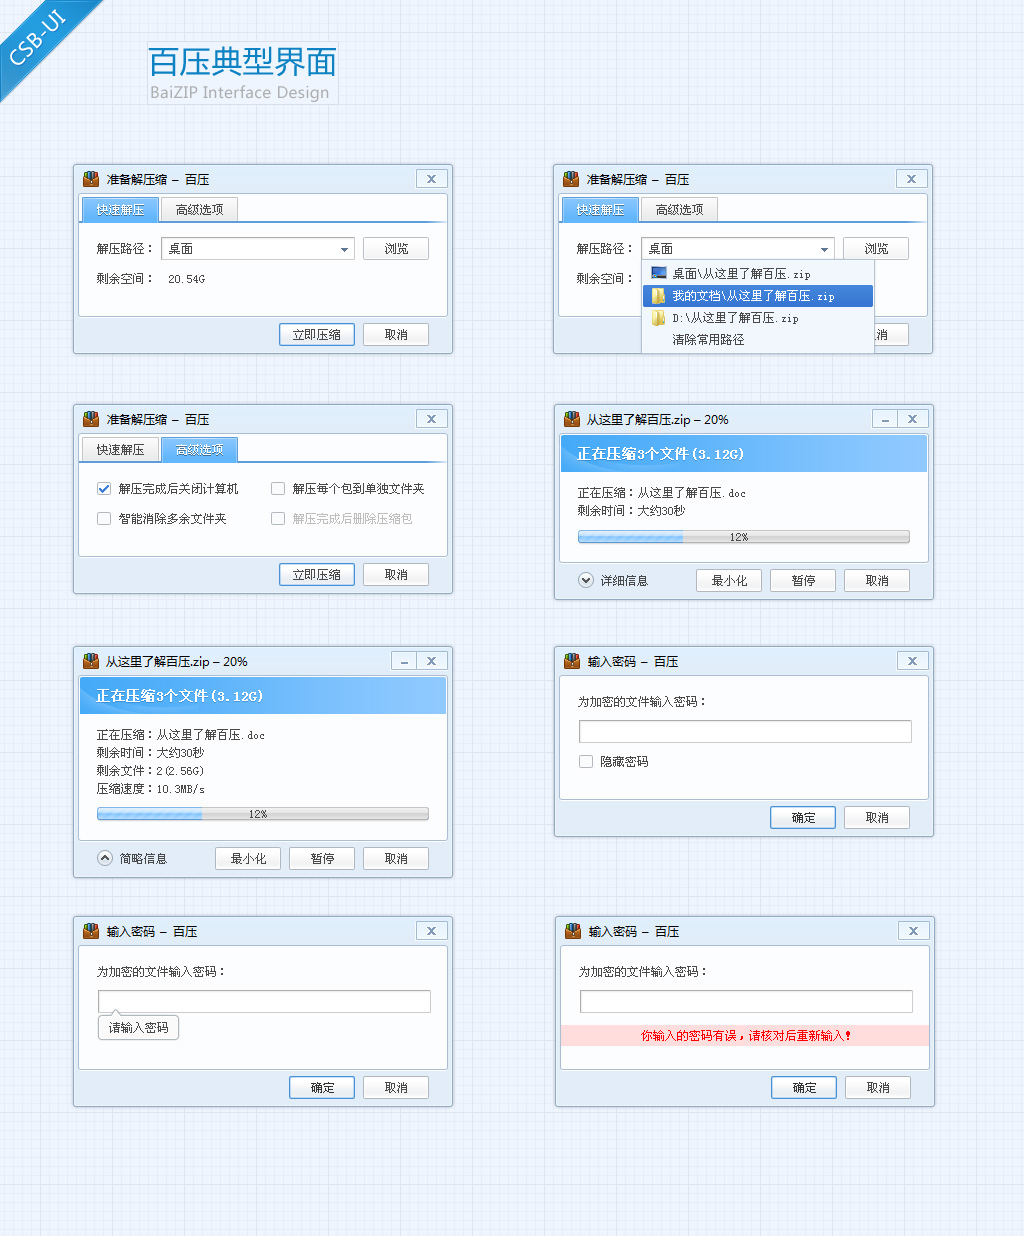 CSB-UI
百压典型界面
BaiZIP Interface Design
准备解压缩 – 百压
快速解压 高级选项
解压路径： 桌面 浏览
剩余空间： 20.54G
立即压缩 取消
准备解压缩 – 百压
快速解压 高级选项
解压路径： 桌面 浏览
剩余空间：
桌面\从这里了解百压.zip
我的文档\从这里了解百压.zip
D:\从这里了解百压.zip
清除常用路径
消
准备解压缩 – 百压
快速解压 高级选项
解压完成后关闭计算机 解压每个包到单独文件夹
智能消除多余文件夹 解压完成后删除压缩包
立即压缩 取消
从这里了解百压.zip – 20%
正在压缩3个文件(3.12G)
正在压缩：从这里了解百压.doc
剩余时间：大约30秒
12%
详细信息 最小化 暂停 取消
从这里了解百压.zip – 20%
正在压缩3个文件(3.12G)
正在压缩：从这里了解百压.doc
剩余时间：大约30秒
剩余文件：2(2.56G)
压缩速度：10.3MB/s
12%
简略信息 最小化 暂停 取消
输入密码 – 百压
为加密的文件输入密码：
隐藏密码
确定 取消
输入密码 – 百压
为加密的文件输入密码：
请输入密码
确定 取消
输入密码 – 百压
为加密的文件输入密码：
你输入的密码有误，请核对后重新输入！
确定 取消